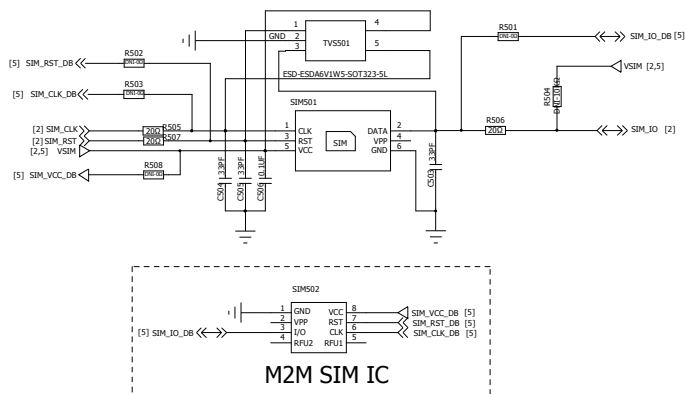 1 4
GND 2 TVS501
3 5
R501
DNI-0Ω SIM_IO_DB [5]
R502
[5] SIM_RST_DB DNI-0Ω
VSIM [2,5]
ESD-ESDA6V1W5-SOT323-5L
R503
[5] SIM_CLK_DB DNI-0Ω
R504
SIM501
[2] SIM_CLK 20Ω R505 1 CLK DATA 2 R506
20Ω SIM_IO [2]
[2] SIM_RST 20Ω R507 3 RST SIM VPP 4
[2,5] VSIM 5 VCC GND 6
R508
[5] SIM_VCC_DB DNI-0Ω
C504 33PF
C505 33PF
C506 0.1UF
C503 33PF
SIM502
1 GND VCC 8 SIM_VCC_DB [5]
2 VPP RST 7 SIM_RST_DB [5]
[5] SIM_IO_DB 3 I/O CLK 6 SIM_CLK_DB [5]
4 RFU2 RFU1 5
M2M SIM IC